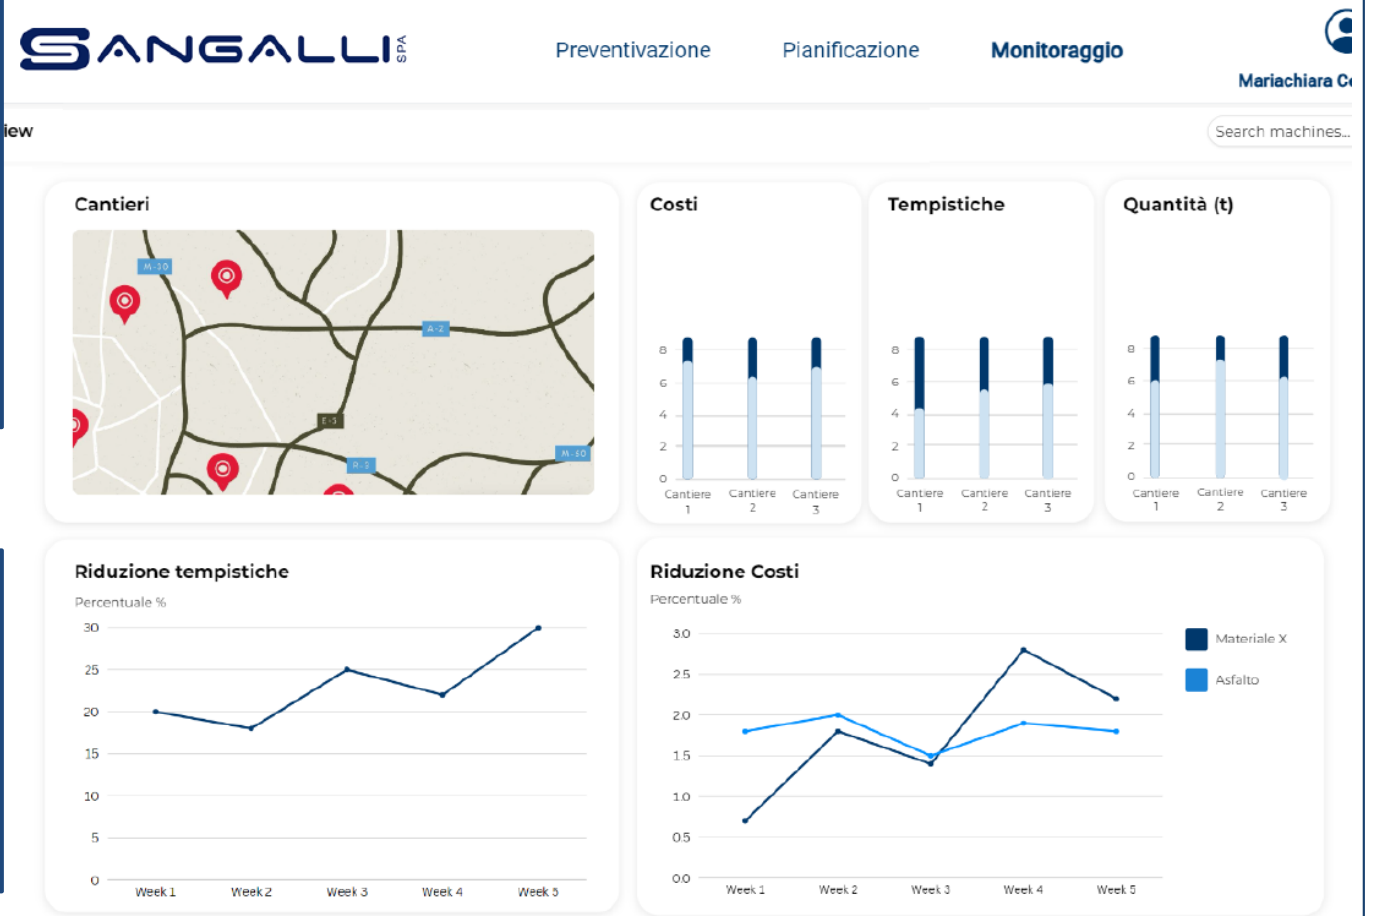 SANGALLI SPA
Preventivazione
Pianificazione
Monitoraggio
Mariachiara
iew
Search machines...
Cantieri
M-30
A-2
E-3
R-3
M-60
Costi
8
6
4
2
0
Cantiere 1
Cantiere 2
Cantiere 3
Tempistiche
8
6
4
2
0
Cantiere 1
Cantiere 2
Cantiere 3
Quantità (t)
8
6
4
2
0
Cantiere 1
Cantiere 2
Cantiere 3
Riduzione tempistiche
Percentuale %
30
25
20
15
10
5
0
Week 1
Week 2
Week 3
Week 4
Week 5
Riduzione Costi
Percentuale %
3.0
2.5
2.0
1.5
1.0
0.5
0.0
Week 1
Week 2
Week 3
Week 4
Week 5
Materiale X
Asfalto